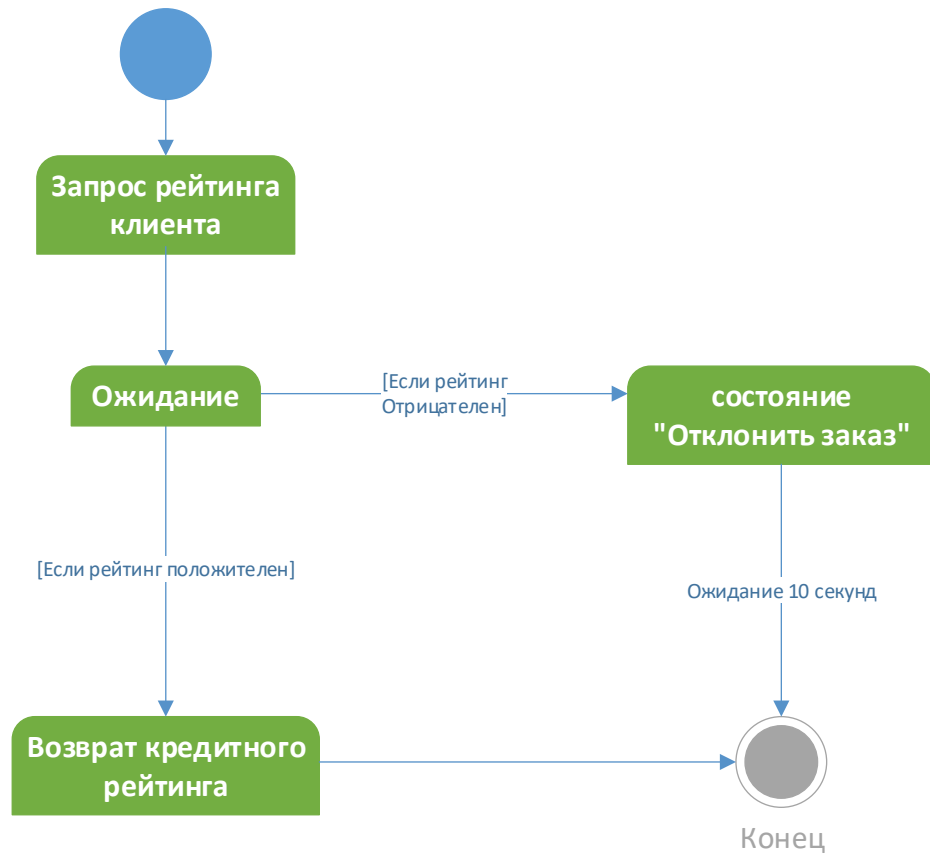 Запрос рейтинга
клиента
Ожидание
[Если рейтинг
Отрицателен]
состояние
"Отклонить заказ"
[Если рейтинг положителен]
Ожидание 10 секунд
Возврат кредитного
рейтинга
Конец